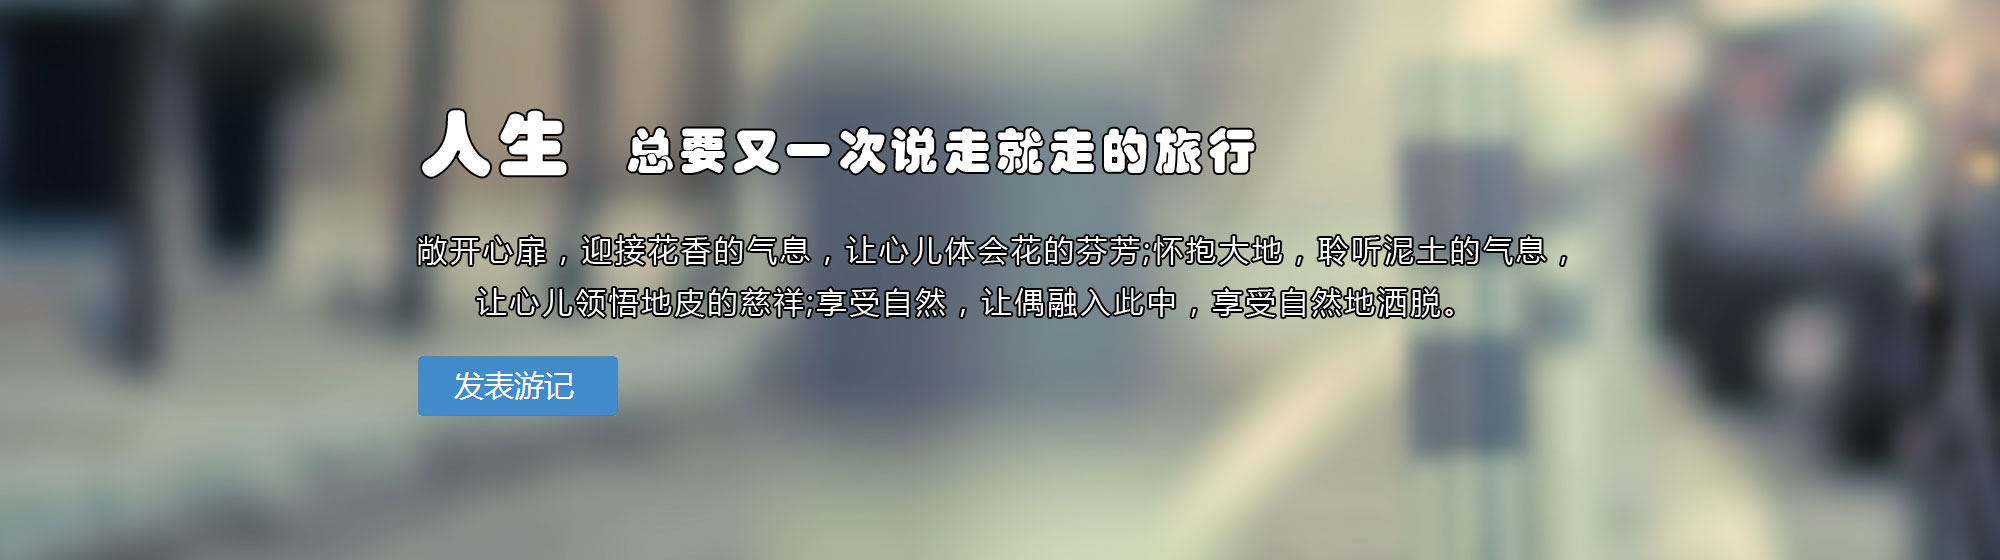 人生 总要又一次说走就走的旅行
敞开心扉，迎接花香的气息，让心儿体会花的芬芳;怀抱大地，聆听泥土的气息，
让心儿领悟地皮的慈祥;享受自然，让偶融入此中，享受自然地洒脱。
发表游记